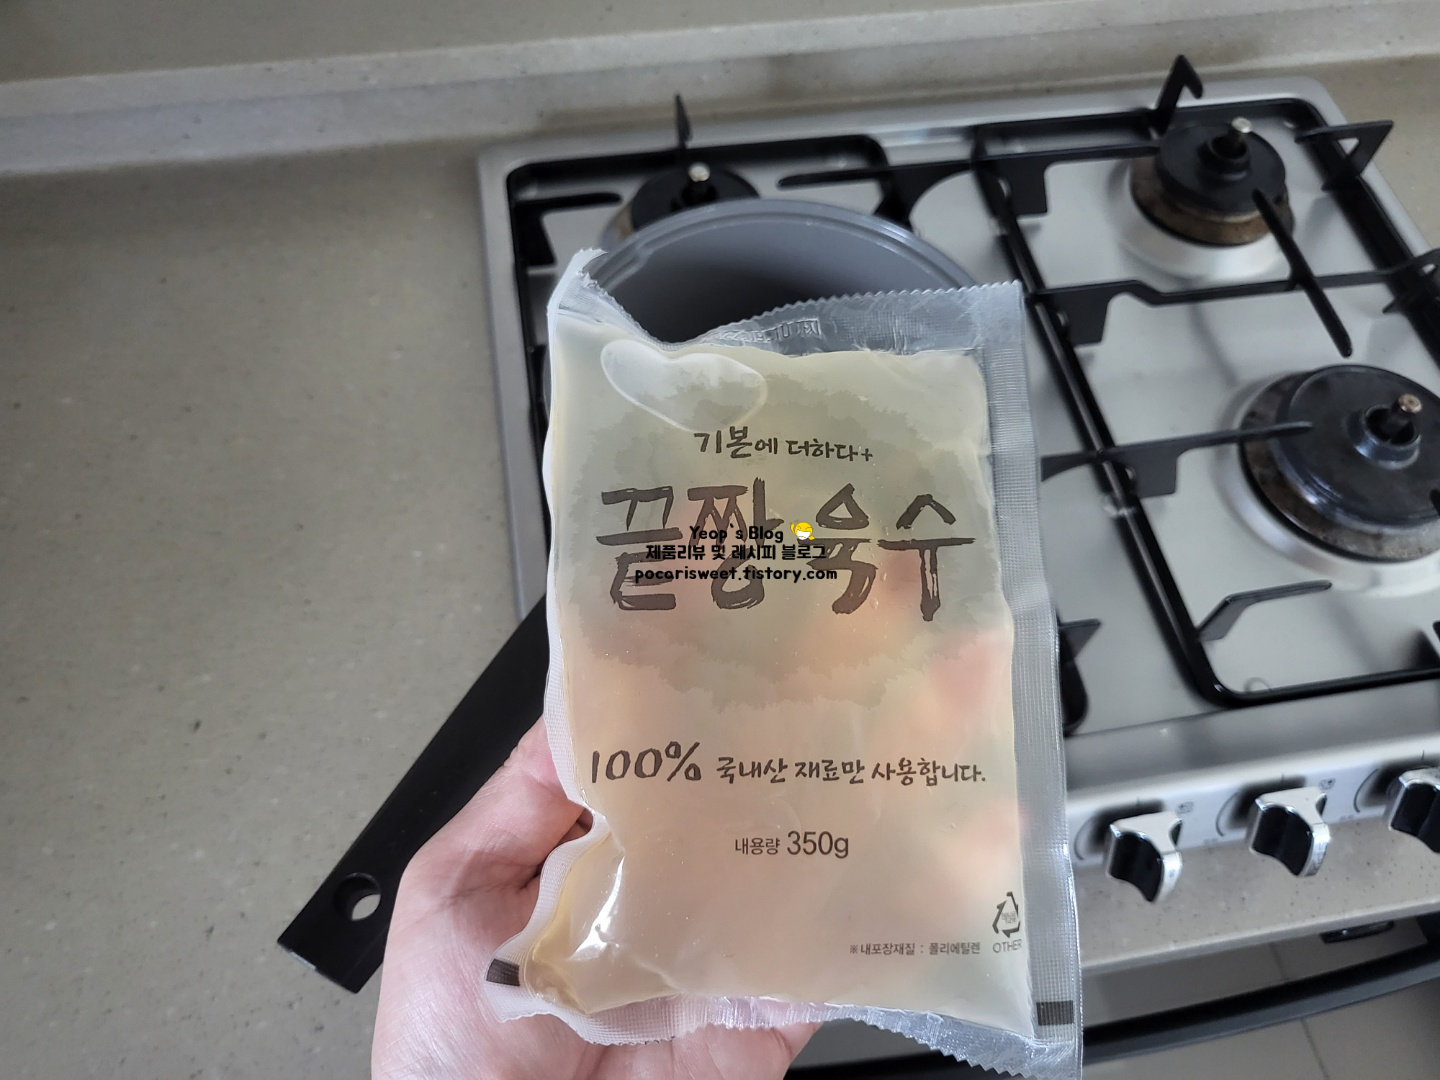 기본에 더하다+
끝짱육수
Yeop`s Blog
제품리뷰 및 레시피 블로그
pocarisweet.tistory.com
100% 국내산 재료만 사용합니다.
내용량 350g
※내포장재질 : 폴리에틸렌
OTHER